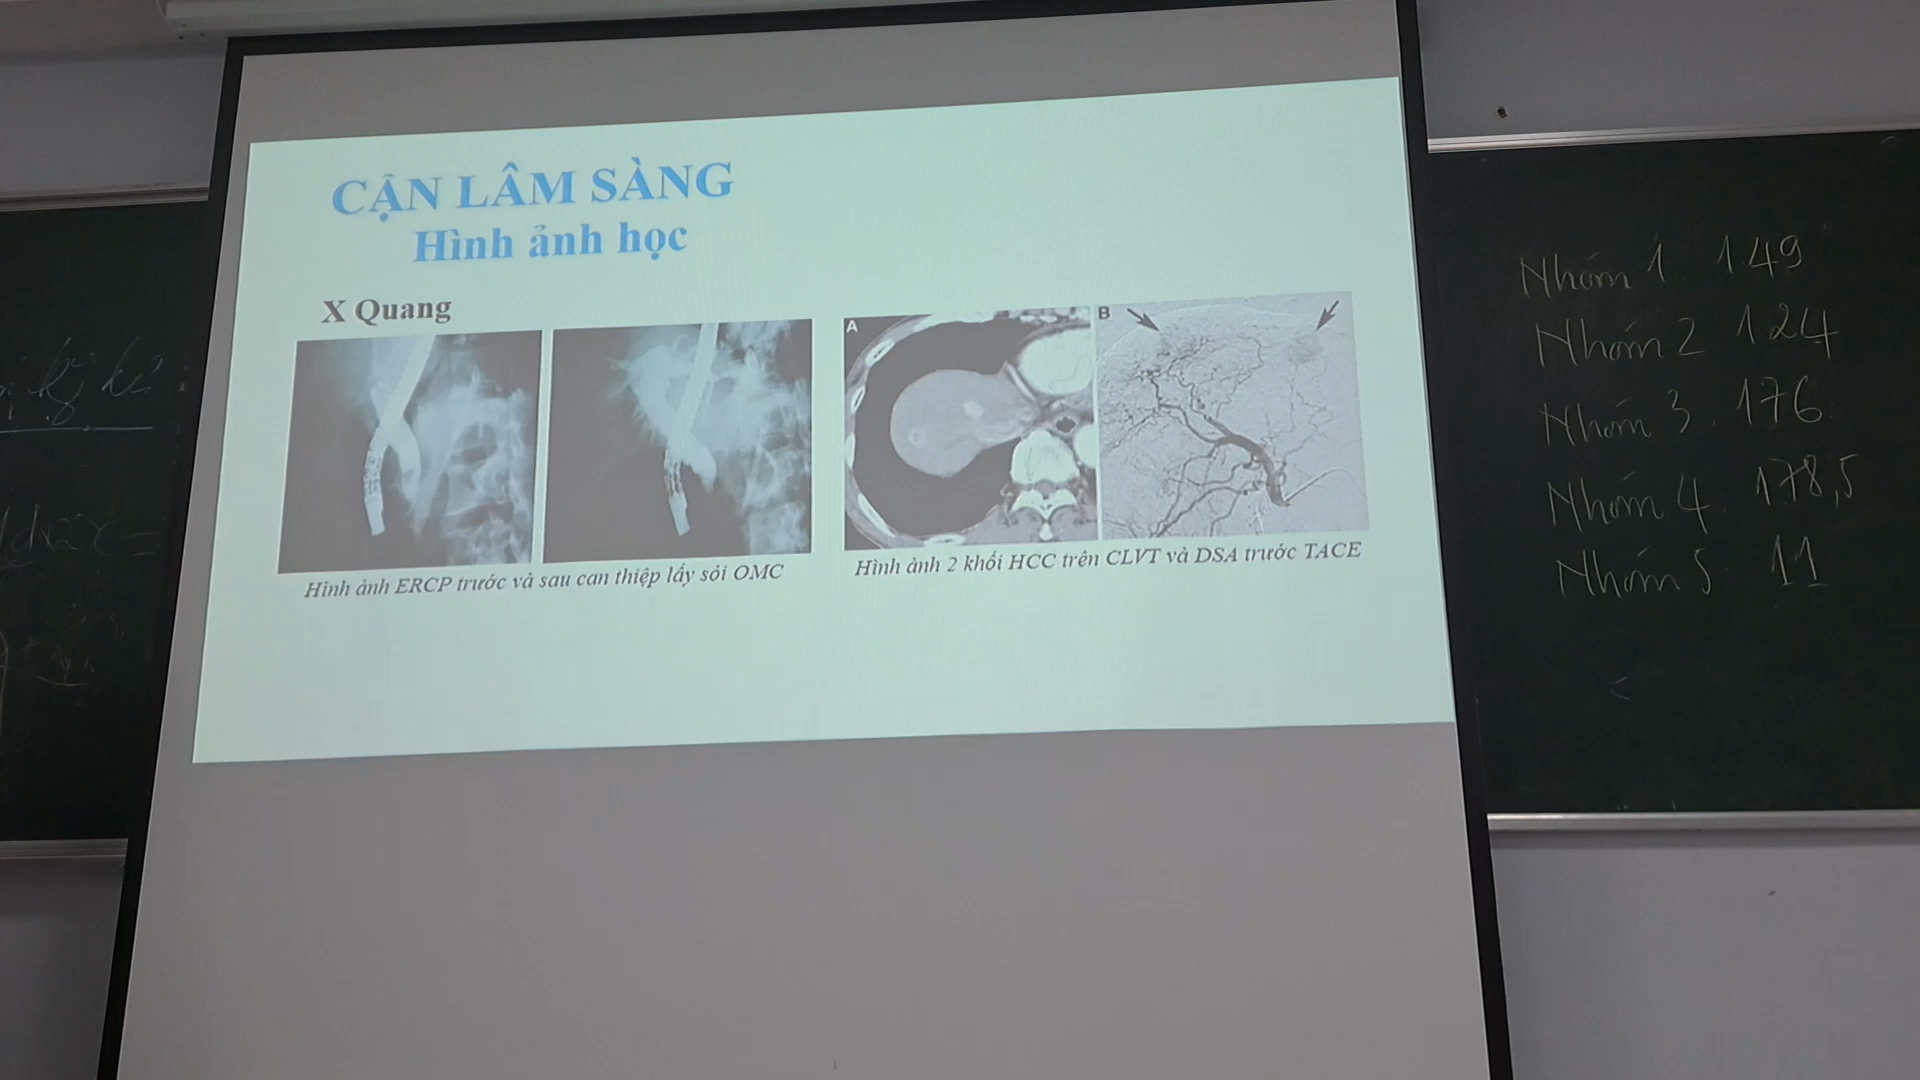 CẬN LÂM SÀNG
Hình ảnh học
X Quang
A
B
Hình ảnh ERCP trước và sau can thiệp lấy sỏi OMC
Hình ảnh 2 khối HCC trên CLVT và DSA trước TACE
Nhóm 1 149
Nhóm 2 124
Nhóm 3. 176
Nhóm 4. 178,5
Nhóm 5 11